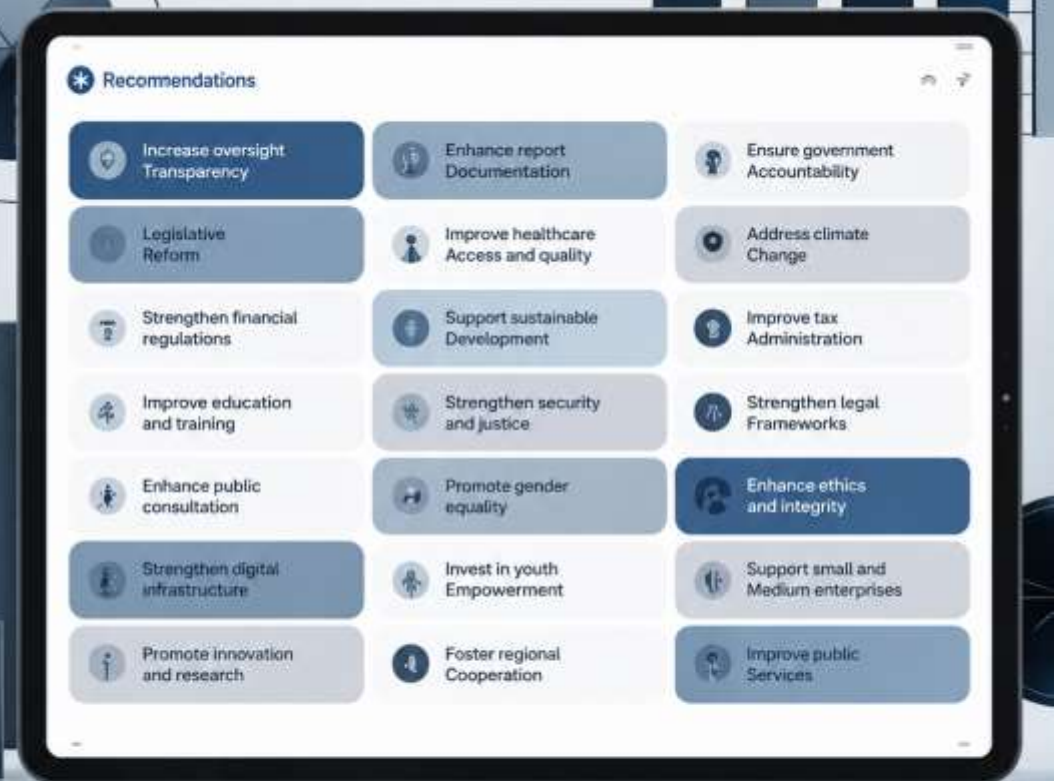 Recommendations
Increase oversight
Transparency
Enhance report
Documentation
Ensure government
Accountability
Legislative
Reform
Improve healthcare
Access and quality
Address climate
Change
Strengthen financial
regulations
Support sustainable
Development
Improve tax
Administration
Improve education
and training
Strengthen security
and justice
Strengthen legal
Frameworks
Enhance public
consultation
Promote gender
equality
Enhance ethics
and integrity
Strengthen digital
infrastructure
Invest in youth
Empowerment
Support small and
Medium enterprises
Promote innovation
and research
Foster regional
Cooperation
Improve public
Services